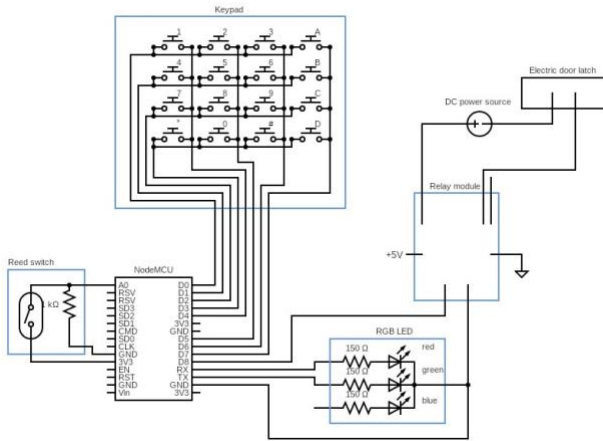 Keypad
1 2 3 A
4 5 6 B
7 8 9 C
* 0 # D
Electric door latch
DC power source
Relay module
+5V
Reed switch
1 kΩ
NodeMCU
A0 D0
RSV D1
RSV D2
SD3 D3
SD2 D4
SD1 3V3
CMD GND
SD0 D5
CLK D6
GND D7
3V3 D8
EN RX
RST TX
GND GND
Vin 3V3
RGB LED
150 Ω red
150 Ω green
150 Ω blue